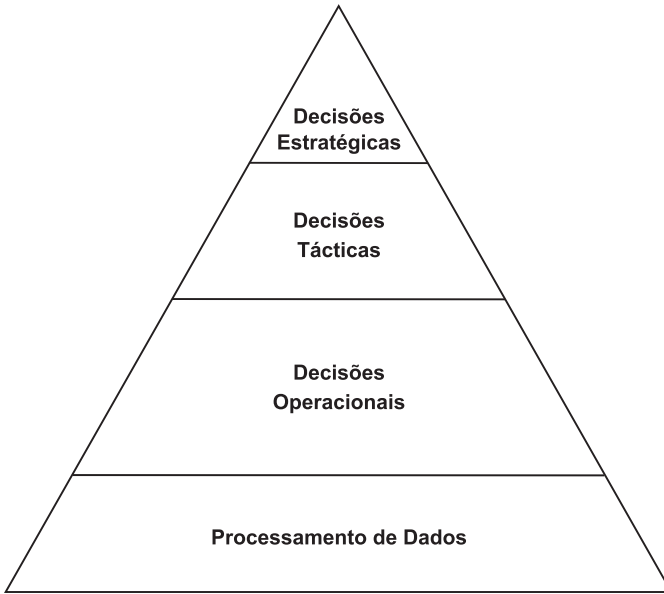 Decisões
Estratégicas
Decisões
Tácticas
Decisões
Operacionais
Processamento de Dados